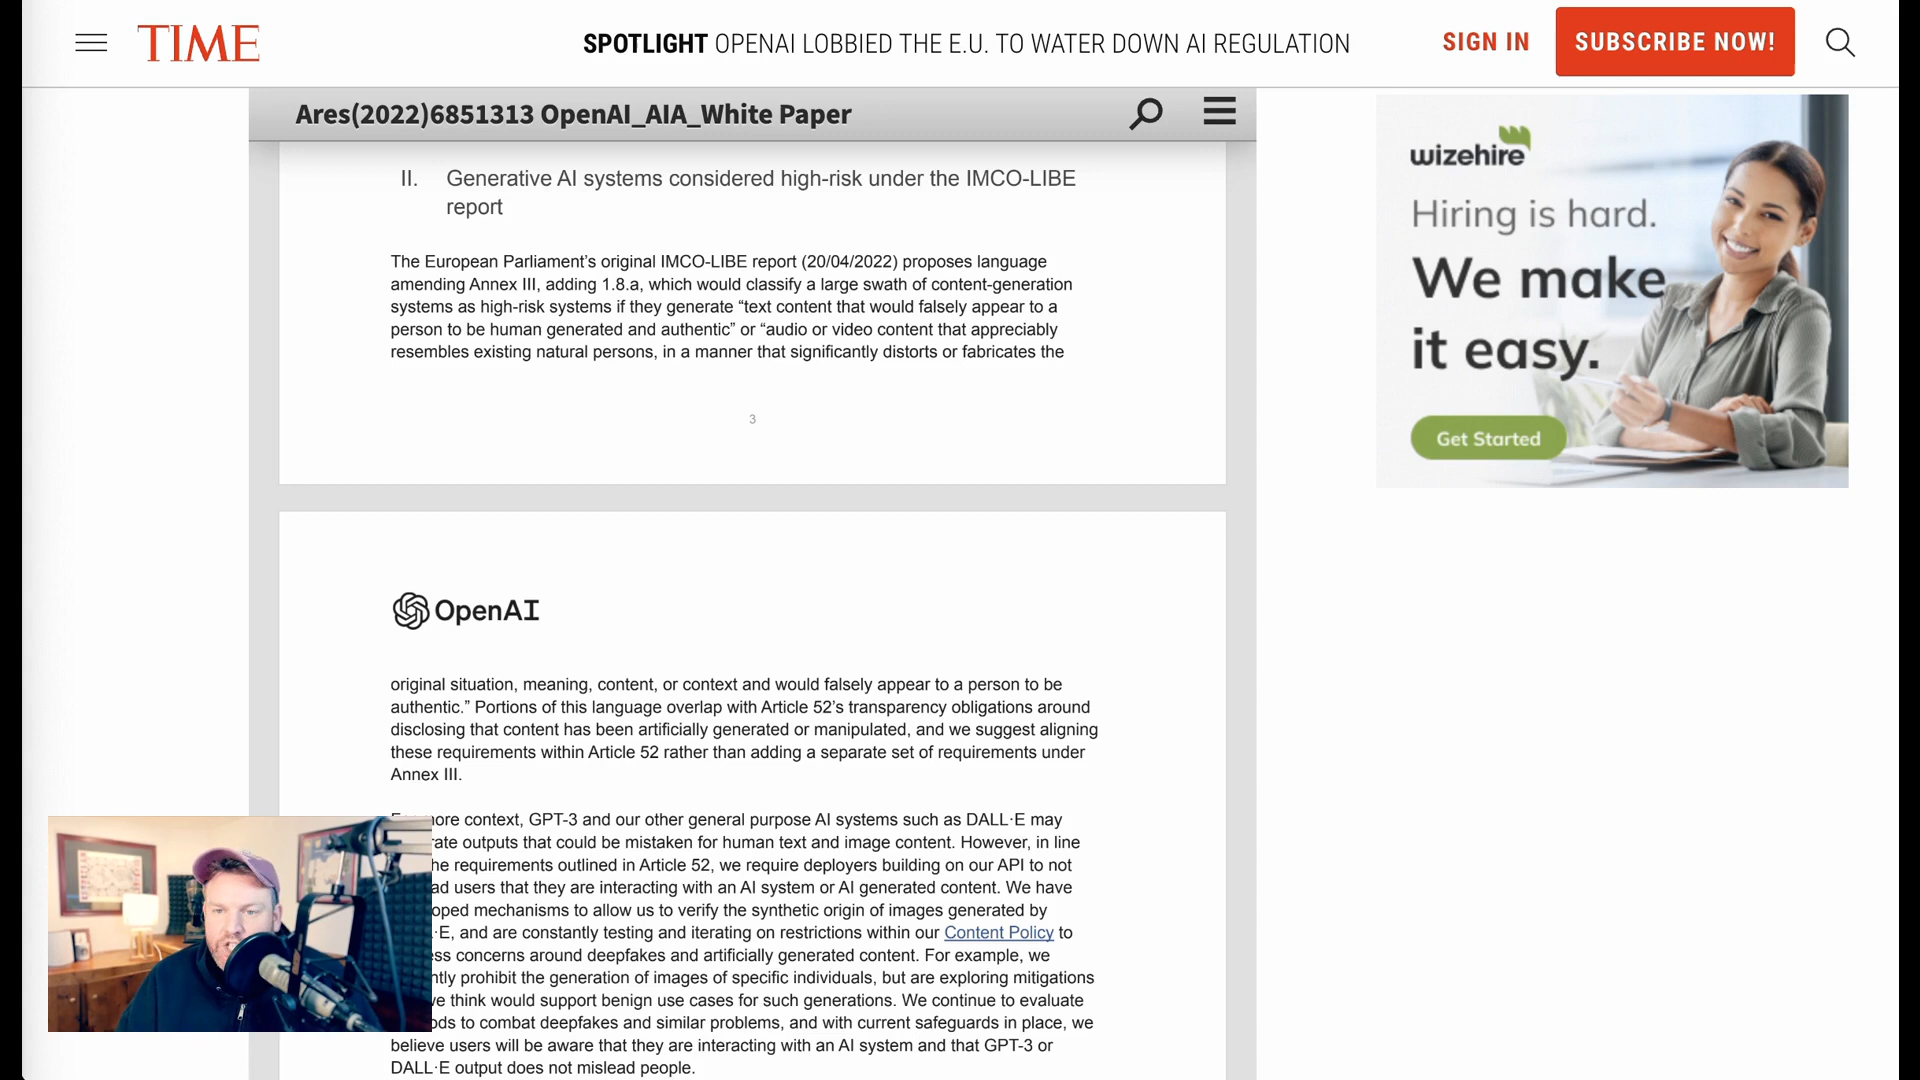 TIME
SPOTLIGHT OPENAI LOBBIED THE E.U. TO WATER DOWN AI REGULATION
SIGN IN
SUBSCRIBE NOW!
Ares(2022)6851313 OpenAI_AIA_White Paper
II. Generative AI systems considered high-risk under the IMCO-LIBE
report
The European Parliament's original IMCO-LIBE report (20/04/2022) proposes language
amending Annex III, adding 1.8.a, which would classify a large swath of content-generation
systems as high-risk systems if they generate “text content that would falsely appear to a
person to be human generated and authentic” or “audio or video content that appreciably
resembles existing natural persons, in a manner that significantly distorts or fabricates the
3
OpenAI
original situation, meaning, content, or context and would falsely appear to a person to be
authentic.” Portions of this language overlap with Article 52's transparency obligations around
disclosing that content has been artificially generated or manipulated, and we suggest aligning
these requirements within Article 52 rather than adding a separate set of requirements under
Annex III.
ore context, GPT-3 and our other general purpose AI systems such as DALL·E may
rate outputs that could be mistaken for human text and image content. However, in line
he requirements outlined in Article 52, we require deployers building on our API to not
ad users that they are interacting with an AI system or AI generated content. We have
oped mechanisms to allow us to verify the synthetic origin of images generated by
·E, and are constantly testing and iterating on restrictions within our Content Policy to
ss concerns around deepfakes and artificially generated content. For example, we
ntly prohibit the generation of images of specific individuals, but are exploring mitigations
ve think would support benign use cases for such generations. We continue to evaluate
ods to combat deepfakes and similar problems, and with current safeguards in place, we
believe users will be aware that they are interacting with an AI system and that GPT-3 or
DALL·E output does not mislead people.
wizehire
Hiring is hard.
We make
it easy.
Get Started